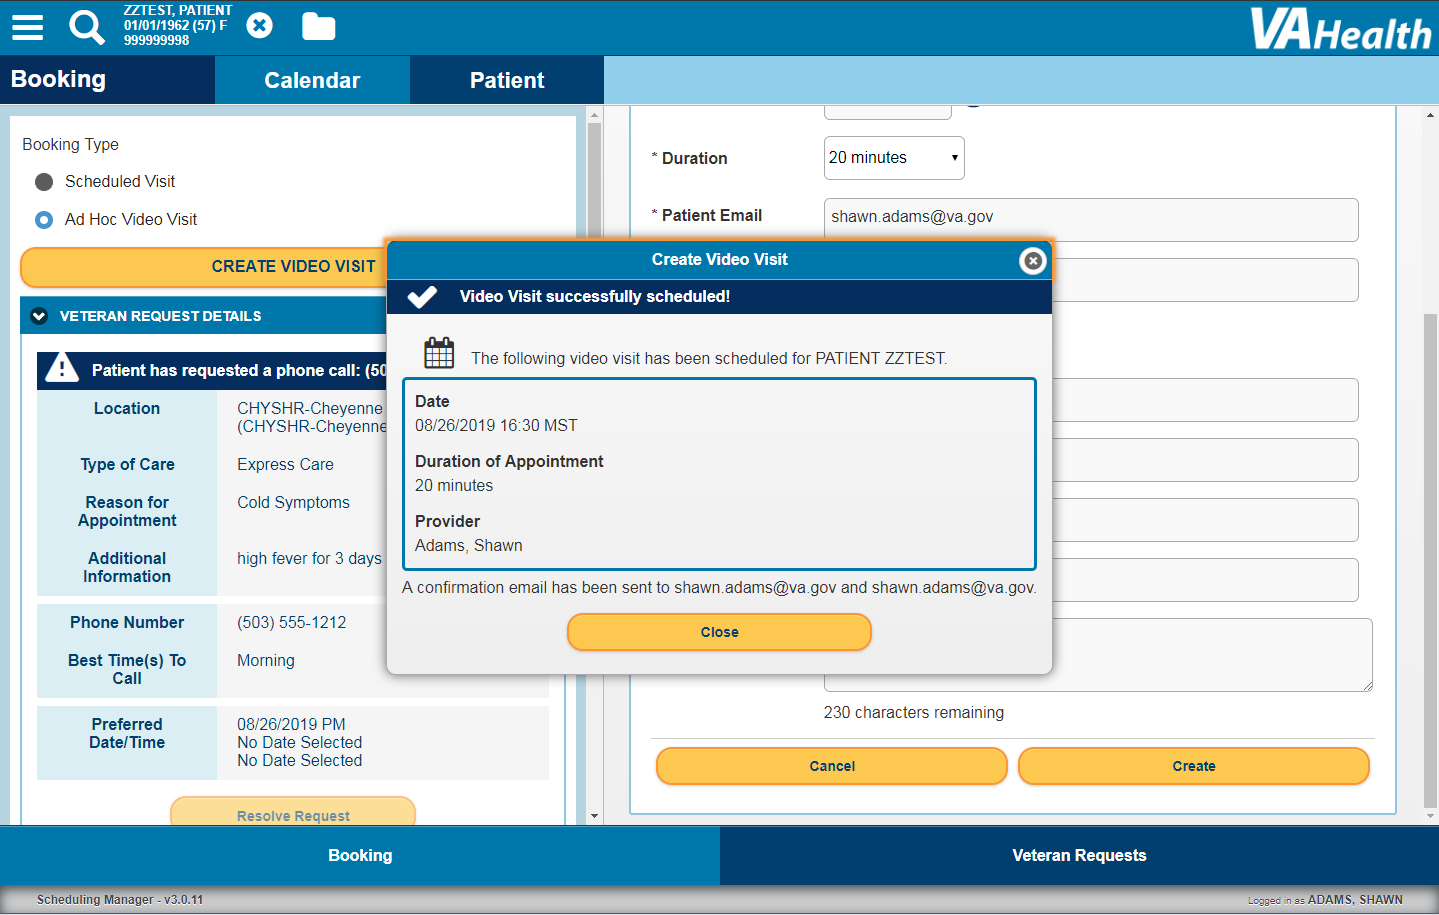 ZZTEST, PATIENT
01/01/1962 (57) F
999999998
VA Health
Booking
Calendar
Patient
Booking Type
Scheduled Visit
Ad Hoc Video Visit
CREATE VIDEO VISIT
VETERAN REQUEST DETAILS
Patient has requested a phone call: (50
Location
CHYSHR-Cheyenne
(CHYSHR-Cheyenne
Type of Care
Express Care
Reason for
Appointment
Cold Symptoms
Additional
Information
high fever for 3 days
Phone Number
(503) 555-1212
Best Time(s) To
Call
Morning
Preferred
Date/Time
08/26/2019 PM
No Date Selected
No Date Selected
Resolve Request
* Duration
20 minutes
* Patient Email
shawn.adams@va.gov
Create Video Visit
Video Visit successfully scheduled!
The following video visit has been scheduled for PATIENT ZZTEST.
Date
08/26/2019 16:30 MST
Duration of Appointment
20 minutes
Provider
Adams, Shawn
A confirmation email has been sent to shawn.adams@va.gov and shawn.adams@va.gov.
Close
230 characters remaining
Cancel
Create
Booking
Veteran Requests
Scheduling Manager - v3.0.11
Logged in as ADAMS, SHAWN